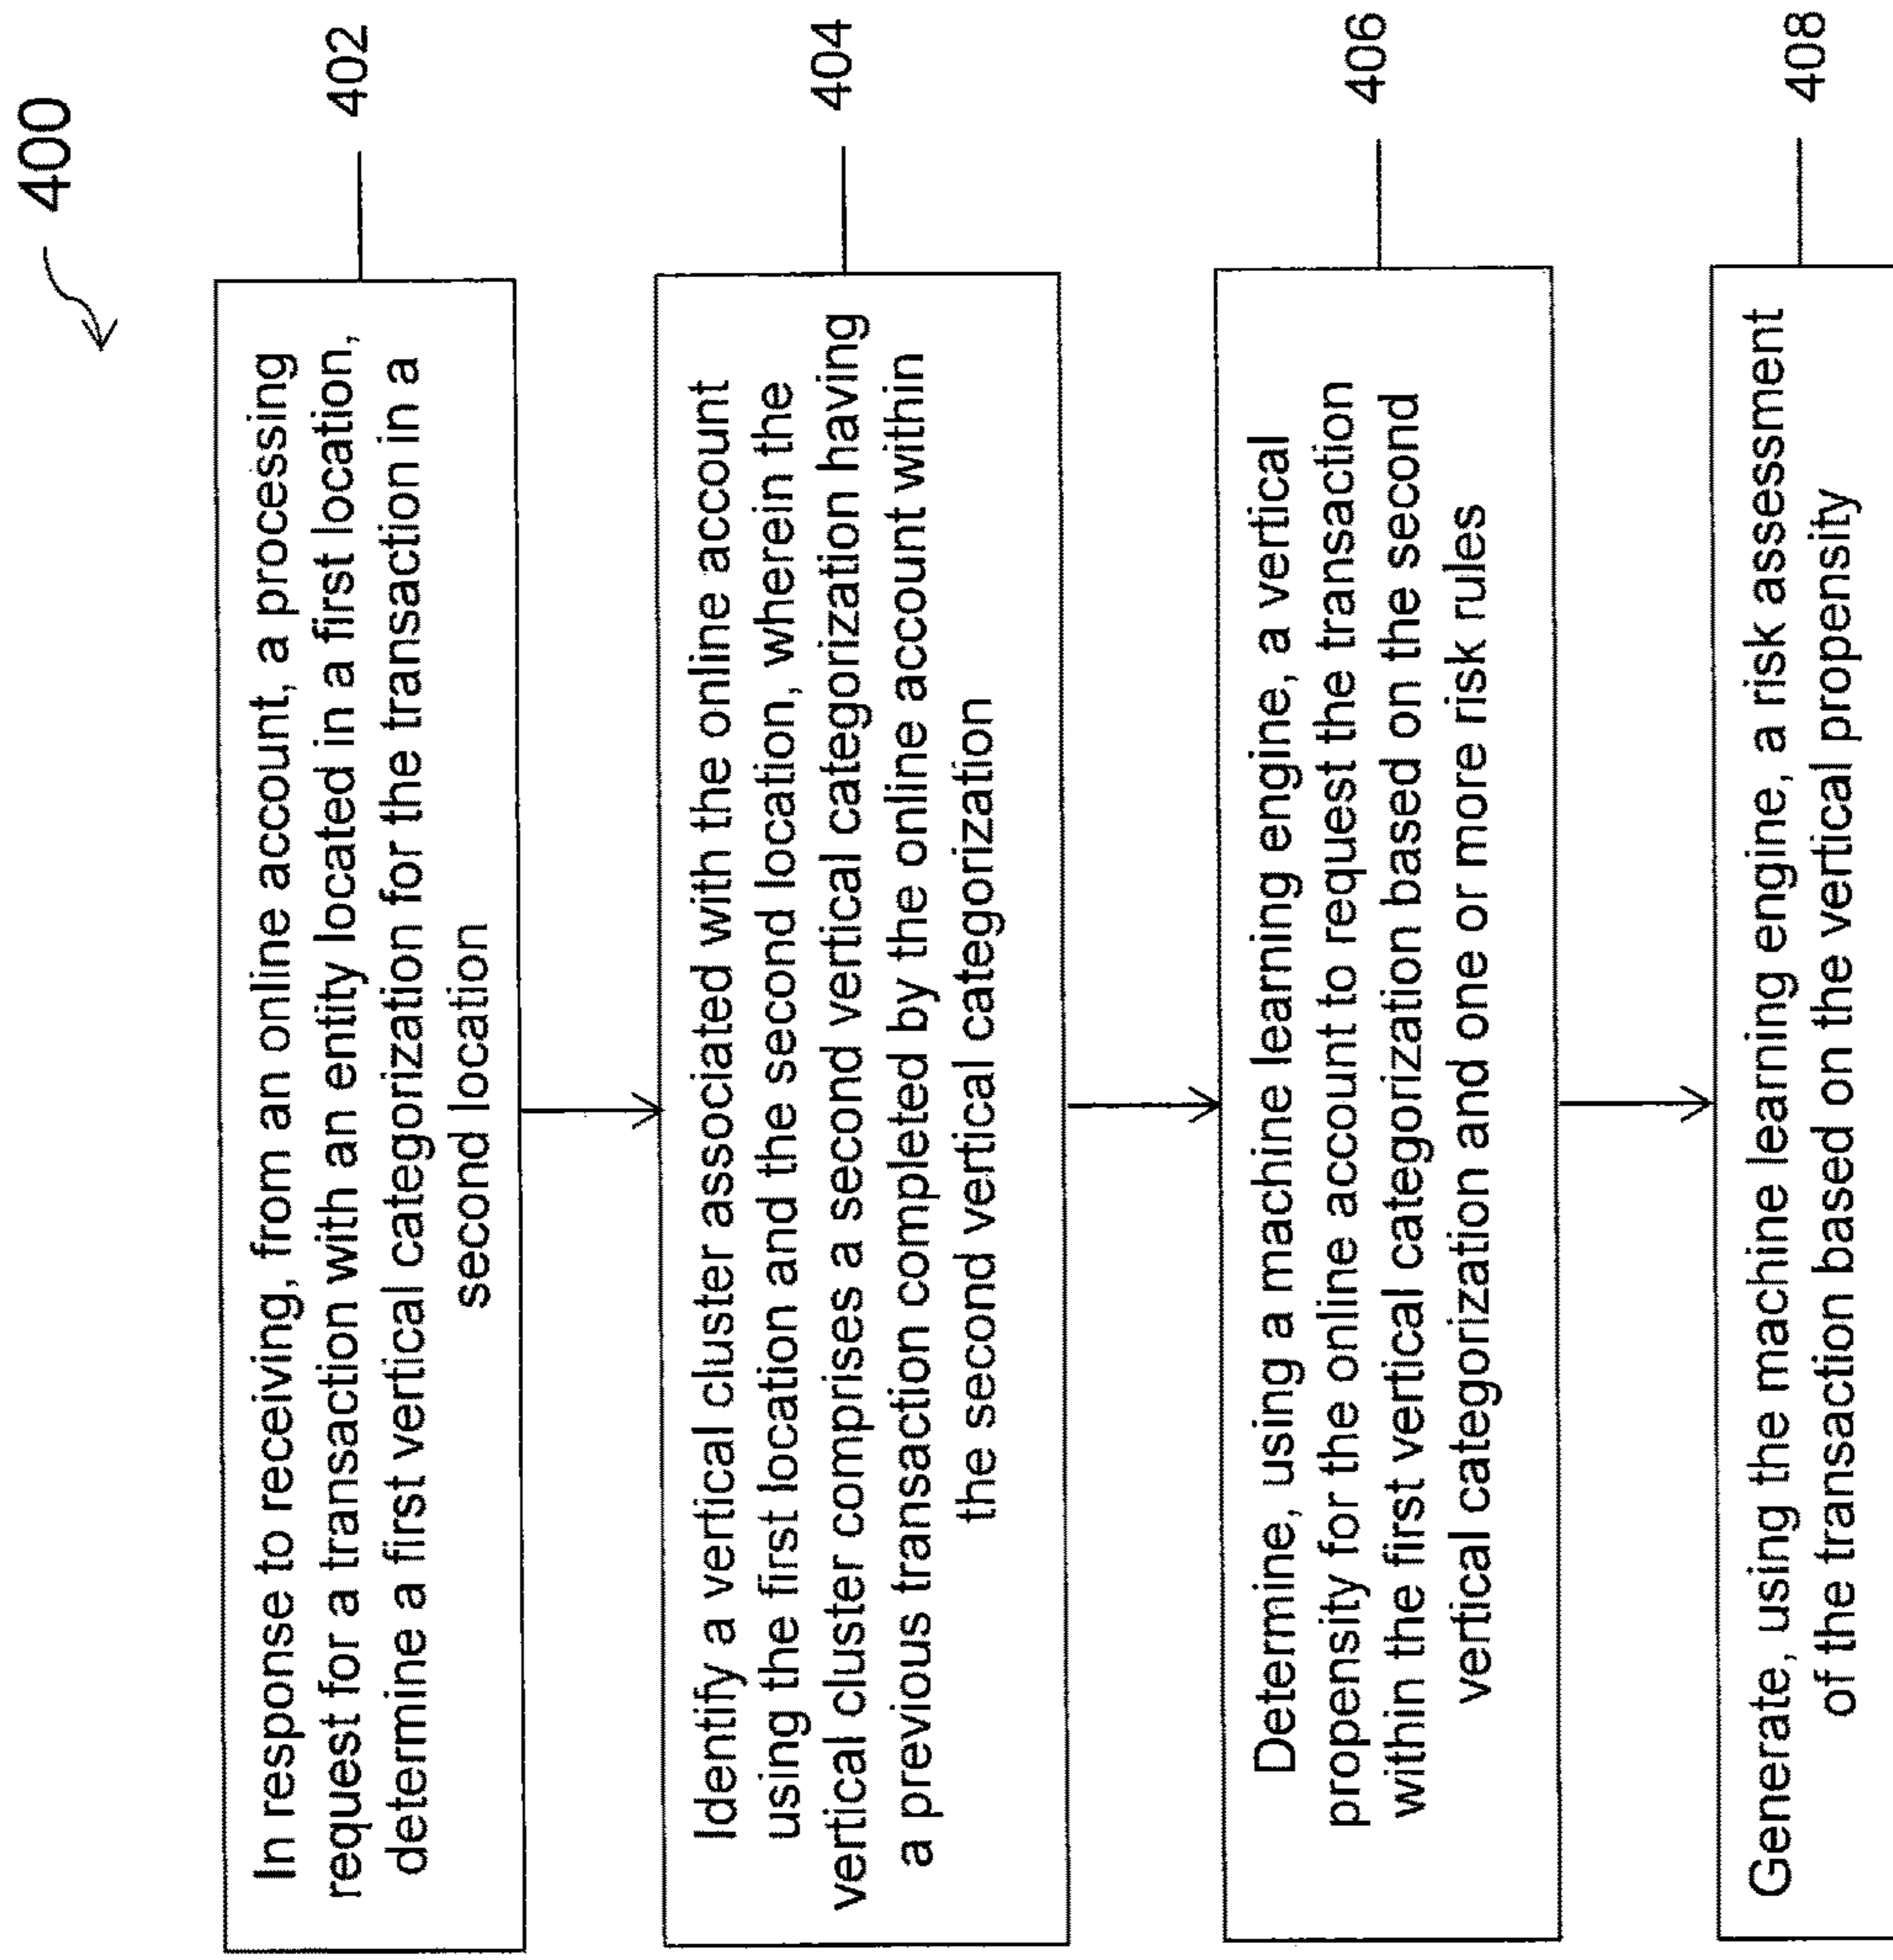 400
In response to receiving, from an online account, a processing
request for a transaction with an entity located in a first location,
determine a first vertical categorization for the transaction in a
second location
402
Identify a vertical cluster associated with the online account
using the first location and the second location, wherein the
vertical cluster comprises a second vertical categorization having
a previous transaction completed by the online account within
the second vertical categorization
404
Determine, using a machine learning engine, a vertical
propensity for the online account to request the transaction
within the first vertical categorization based on the second
vertical categorization and one or more risk rules
406
Generate, using the machine learning engine, a risk assessment
of the transaction based on the vertical propensity
408